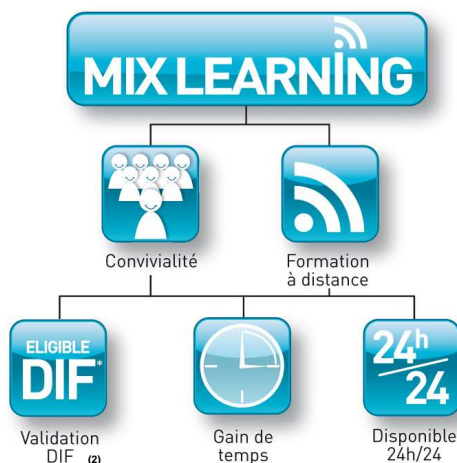 MIX LEARNING
Convivialité
Formation
à distance
ELIGIBLE
DIF*
24h
24
Validation
DIF (2)
Gain de
temps
Disponible
24h/24